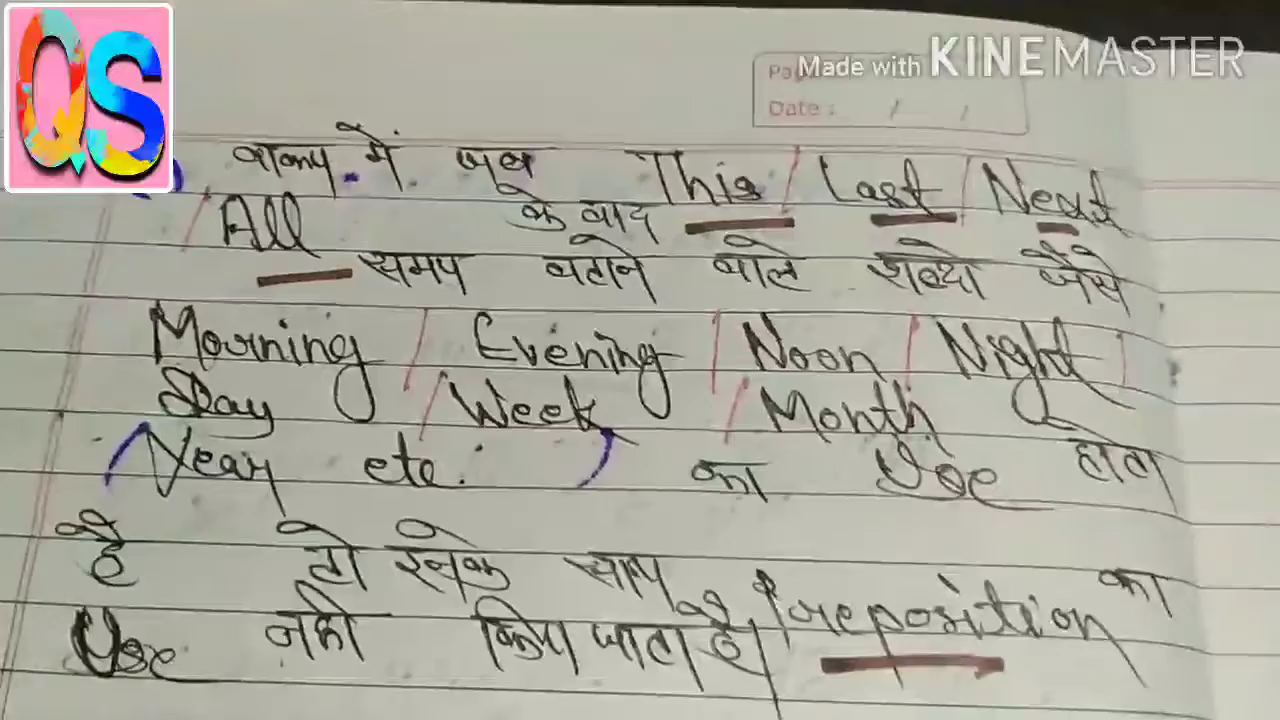 QS
Made with KINEMASTER
Date : / /
वाक्य में जब This / Last / Next
/ All के बाद
समय बताने वाले शब्दो जैसे
Morning / Evening / Noon / Night /
Day / Week / Month
Year etc. ) का Use होता
है तो इनके साथ Preposition का
Use नही किया जाता है।